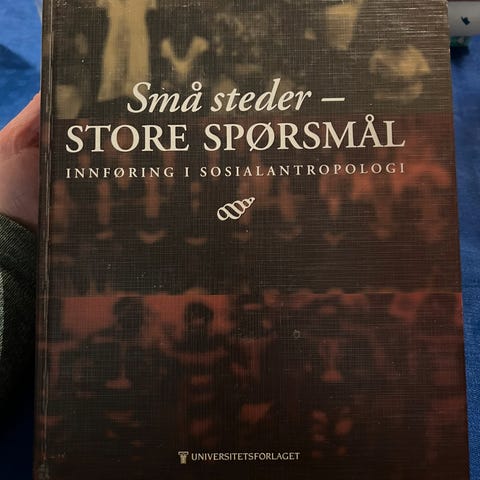 Små steder –
STORE SPØRSMÅL
INNFØRING I SOSIALANTROPOLOGI
UNIVERSITETSFORLAGET